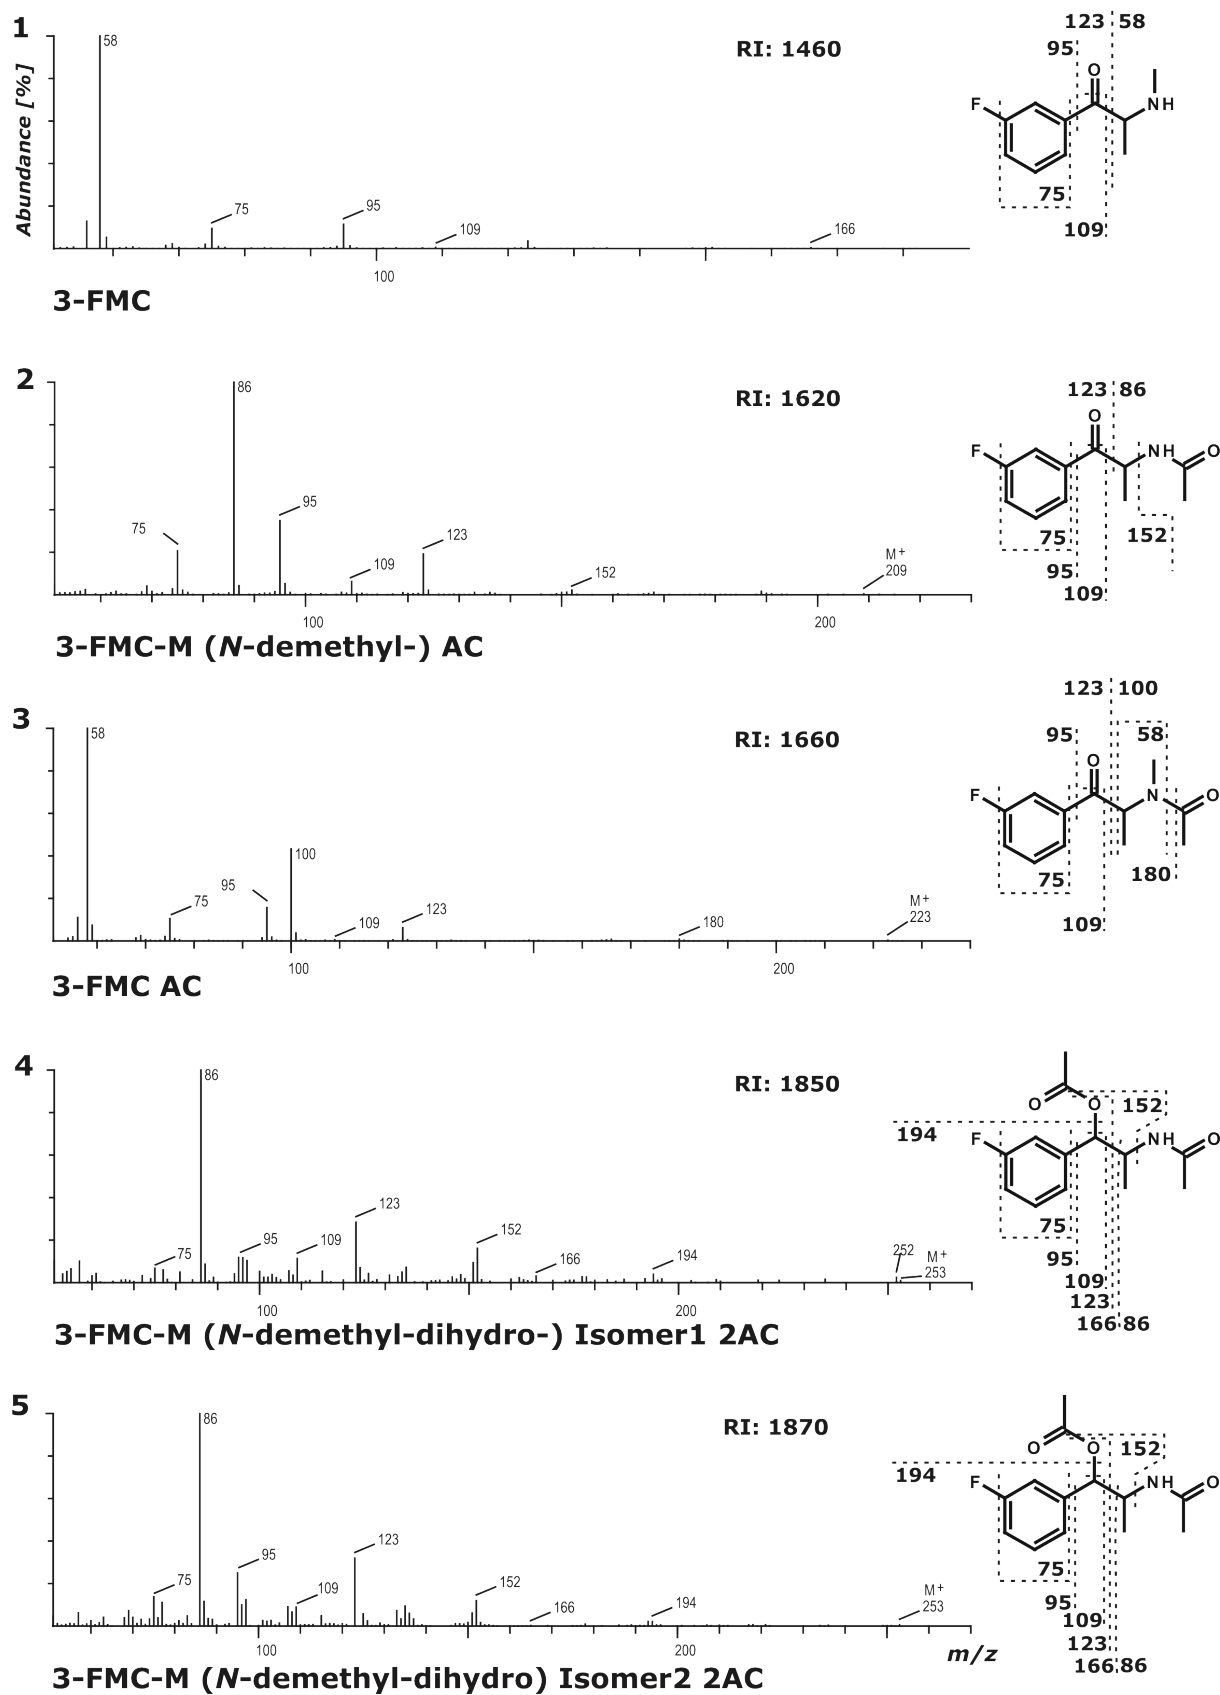 1
Abundance [%]
58
75
95
109
166
100
RI: 1460
123 58
95
O
F
NH
75
109
3-FMC
2
86
75
95
109
123
152
M+
209
100
200
RI: 1620
123 86
O
F
NH
O
75
152
95
109
3-FMC-M (N-demethyl-) AC
3
58
75
95
100
109
123
180
M+
223
100
200
RI: 1660
123 100
95
58
O
F
N
O
75
180
109
3-FMC AC
4
86
75
95
109
123
152
166
194
252
M+
253
100
200
RI: 1850
O
O
152
194
F
NH
O
75
95
109
123
166 86
3-FMC-M (N-demethyl-dihydro-) Isomer1 2AC
5
86
75
95
109
123
152
166
194
M+
253
100
200
m/z
RI: 1870
O
O
152
194
F
NH
O
75
95
109
123
166 86
3-FMC-M (N-demethyl-dihydro) Isomer2 2AC